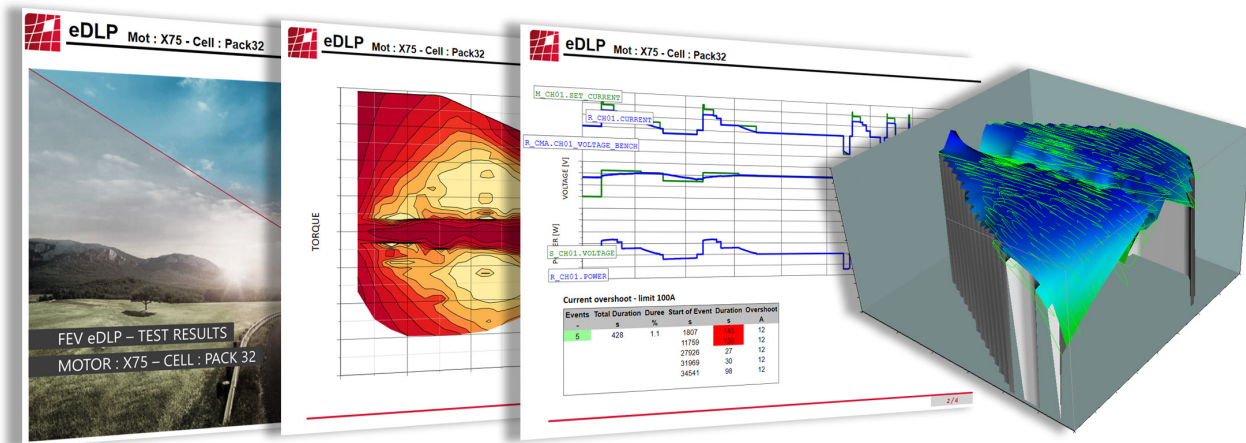 eDLP Mot : X75 - Cell : Pack32
FEV eDLP – TEST RESULTS
MOTOR : X75 – CELL : PACK 32
eDLP Mot : X75 - Cell : Pack32
TORQUE
eDLP Mot : X75 - Cell : Pack32
M_CH01.SET_CURRENT
R_CH01.CURRENT
R_CMA.CH01_VOLTAGE_BENCH
VOLTAGE [V]
S_CH01.VOLTAGE
R_CH01.POWER
Current overshoot - limit 100A
Events Total Duration Duree Start of Event Duration Overshoot
- s % s s A
5 428 1.1 1807 143 12
11759 130 12
27926 27 12
31969 30 12
34541 98 12
2/4